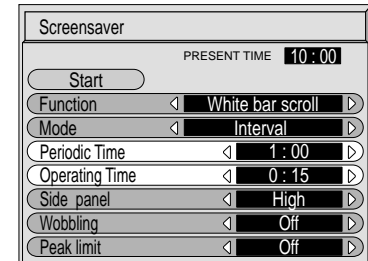 Screensaver
PRESENT TIME 10 : 00
Start
Function White bar scroll
Mode Interval
Periodic Time 1 : 00
Operating Time 0 : 15
Side panel High
Wobbling Off
Peak limit Off